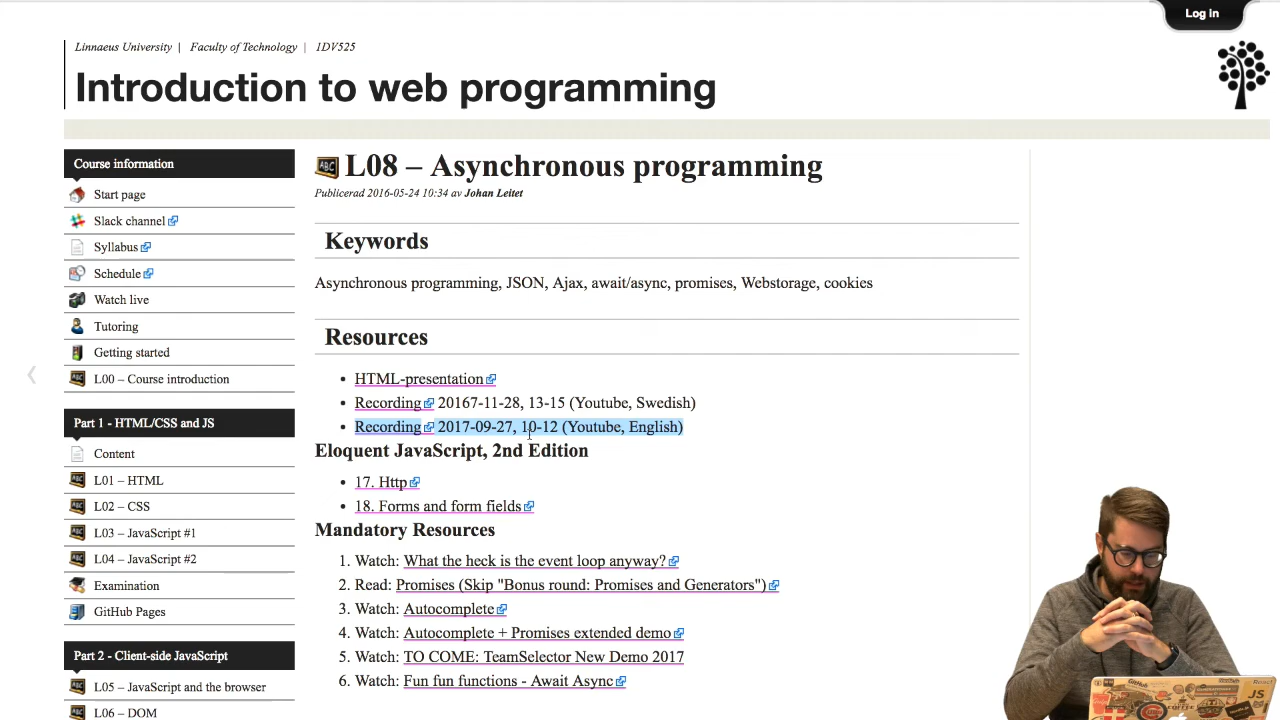 Log in
Linnaeus University | Faculty of Technology | 1DV525
Introduction to web programming
Course information
Start page
Slack channel
Syllabus
Schedule
Watch live
Tutoring
Getting started
L00 – Course introduction
Part 1 - HTML/CSS and JS
Content
L01 – HTML
L02 – CSS
L03 – JavaScript #1
L04 – JavaScript #2
Examination
GitHub Pages
Part 2 - Client-side JavaScript
L05 – JavaScript and the browser
L06 – DOM
ABC L08 – Asynchronous programming
Publicerad 2016-05-24 10:34 av Johan Leitet
Keywords
Asynchronous programming, JSON, Ajax, await/async, promises, Webstorage, cookies
Resources
• HTML-presentation
• Recording 20167-11-28, 13-15 (Youtube, Swedish)
• Recording 2017-09-27, 10-12 (Youtube, English)
Eloquent JavaScript, 2nd Edition
• 17. Http
• 18. Forms and form fields
Mandatory Resources
1. Watch: What the heck is the event loop anyway?
2. Read: Promises (Skip "Bonus round: Promises and Generators")
3. Watch: Autocomplete
4. Watch: Autocomplete + Promises extended demo
5. Watch: TO COME: TeamSelector New Demo 2017
6. Watch: Fun fun functions - Await Async
GitHub
JS